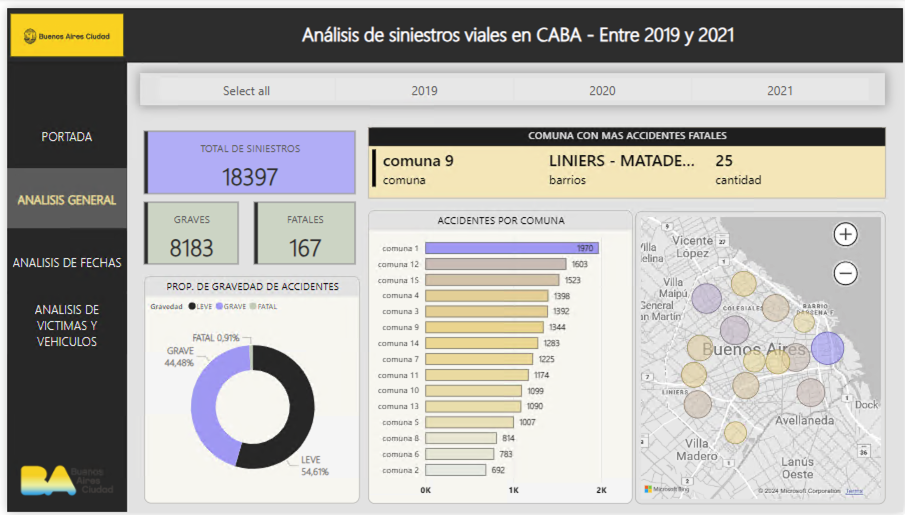 Buenos Aires Ciudad
Análisis de siniestros viales en CABA - Entre 2019 y 2021
Select all
2019
2020
2021
PORTADA
ANALISIS GENERAL
ANALISIS DE FECHAS
ANALISIS DE
VICTIMAS Y
VEHICULOS
Buenos
Aires
Ciudad
TOTAL DE SINIESTROS
18397
GRAVES
8183
FATALES
167
COMUNA CON MAS ACCIDENTES FATALES
comuna 9
LINIERS - MATADE...
25
comuna
barrios
cantidad
PROP. DE GRAVEDAD DE ACCIDENTES
Gravedad LEVE GRAVE FATAL
FATAL 0,91%
GRAVE
44,48%
LEVE
54,61%
ACCIDENTES POR COMUNA
comuna 1 1970
comuna 12 1603
comuna 15 1523
comuna 4 1398
comuna 3 1392
comuna 9 1344
comuna 14 1283
comuna 7 1225
comuna 11 1174
comuna 10 1099
comuna 13 1090
comuna 5 1007
comuna 8 814
comuna 6 783
comuna 2 692
0K 1K 2K
Vicente
López
27
Villa
Maipú
General
San Martín
COLEGIALES
BARRIO
Buenos Aires
LINIERS
Dock
Avellaneda
Villa
Madero
Lanús
Oeste
26
Microsoft Bing
© 2024 Microsoft Corporation Terms